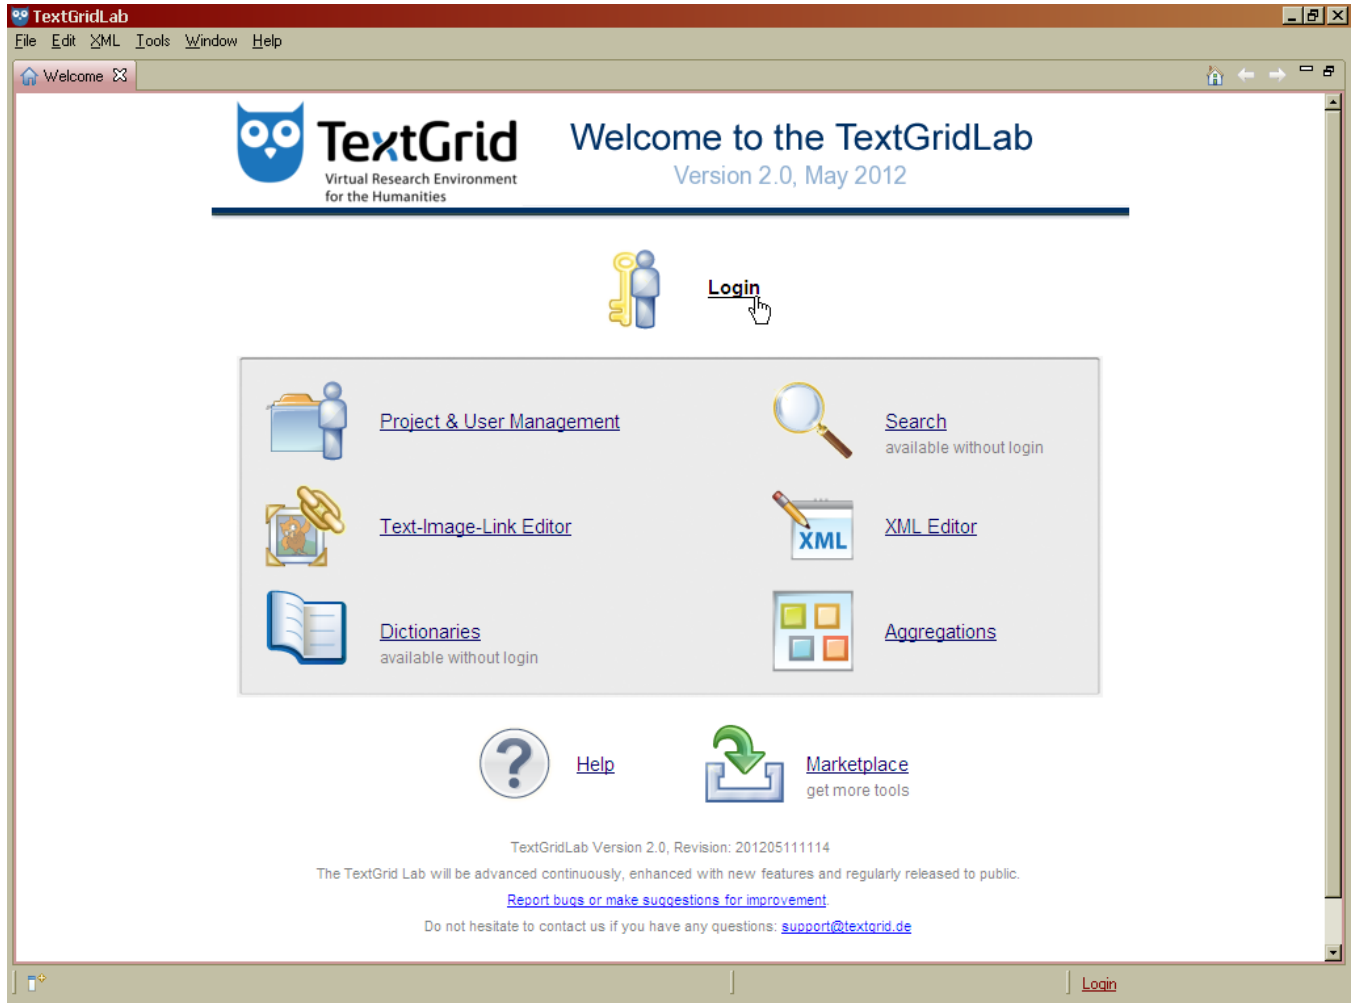 TextGridLab
File Edit XML Tools Window Help
Welcome
TextGrid
Virtual Research Environment
for the Humanities
Welcome to the TextGridLab
Version 2.0, May 2012
Login
Project & User Management
Search
available without login
Text-Image-Link Editor
XML
XML Editor
Dictionaries
available without login
Aggregations
?
Help
Marketplace
get more tools
TextGridLab Version 2.0, Revision: 201205111114
The TextGrid Lab will be advanced continuously, enhanced with new features and regularly released to public.
Report bugs or make suggestions for improvement.
Do not hesitate to contact us if you have any questions: support@textgrid.de
Login